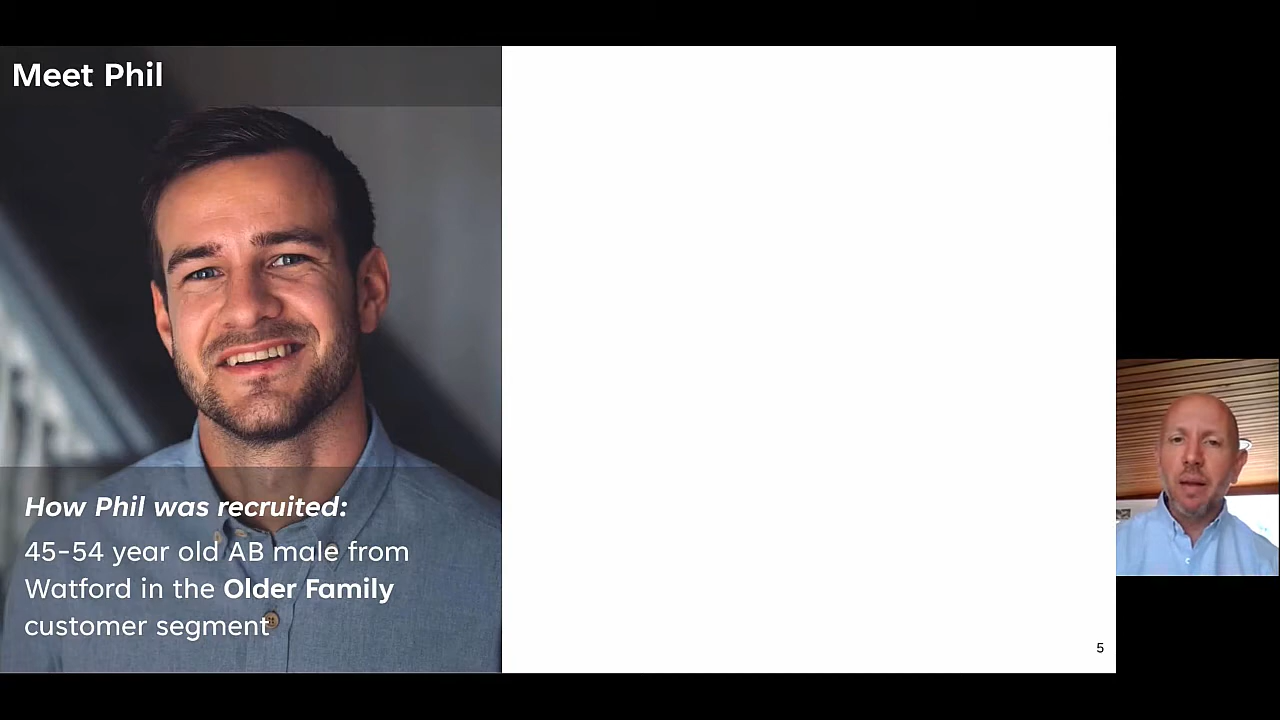 Meet Phil
How Phil was recruited:
45-54 year old AB male from
Watford in the Older Family
customer segment
5